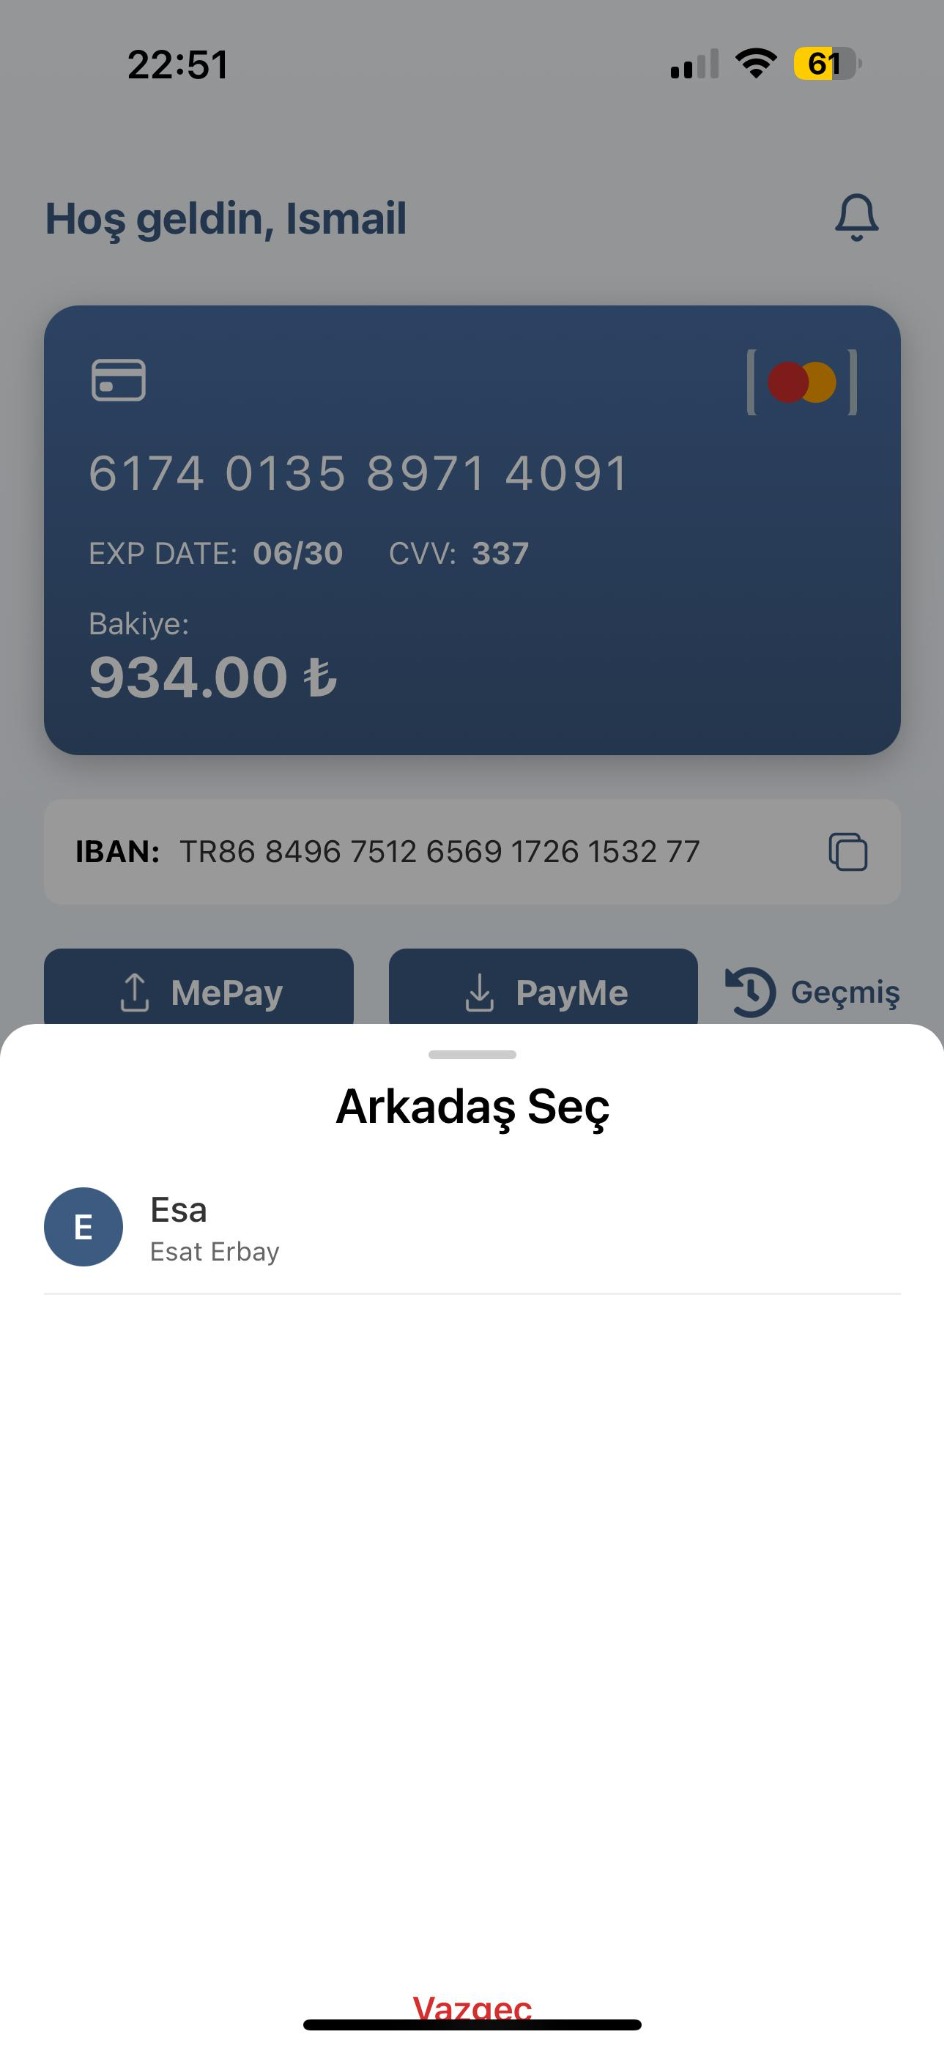 22:51
61
Hoş geldin, Ismail
6174 0135 8971 4091
EXP DATE: 06/30 CVV: 337
Bakiye:
934.00 ₺
IBAN: TR86 8496 7512 6569 1726 1532 77
MePay PayMe Geçmiş
Arkadaş Seç
E
Esa
Esat Erbay
Vazgeç